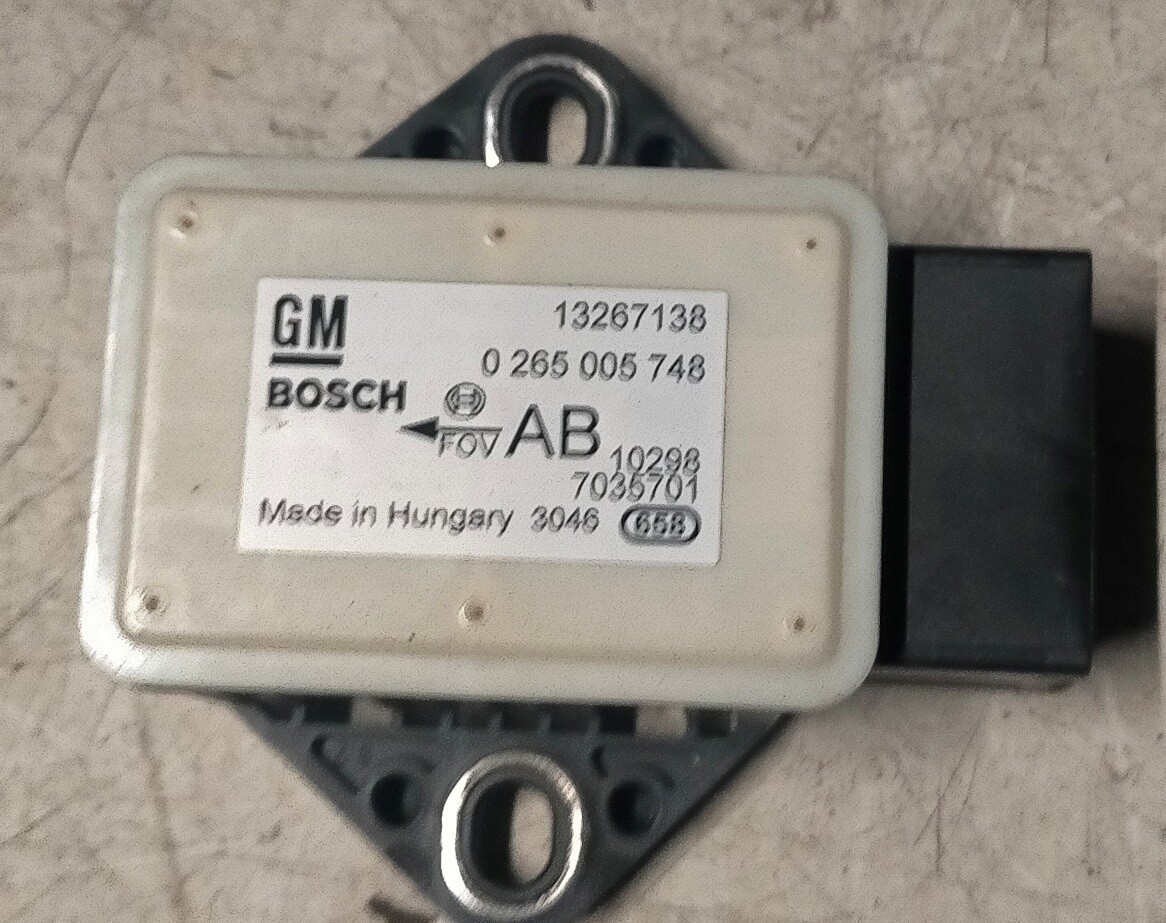 GM
13267138
0 265 005 748
BOSCH
FOV AB
10298
7035701
Made in Hungary 3046 658